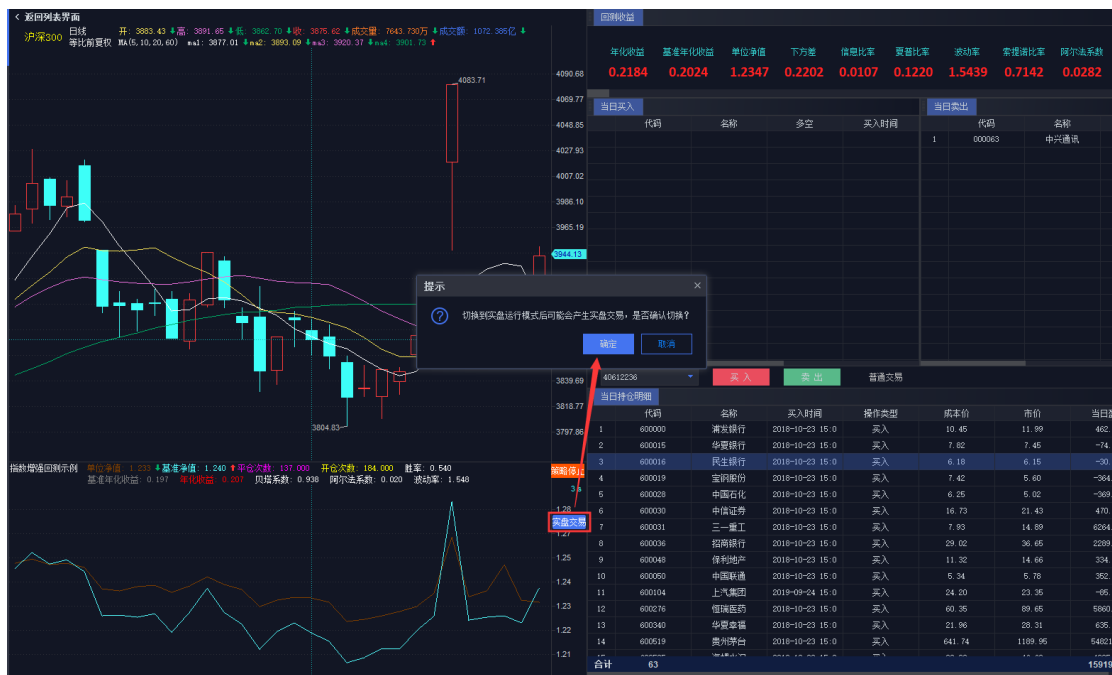 < 返回列表界面
沪深300 日线 开: 3883.43 高: 3891.65 低: 3862.70 收: 3875.62 成交量: 7643.730万 成交额: 1072.385亿
等比前复权 MA(5,10,20,60) ma1: 3877.01 ma2: 3893.09 ma3: 3920.37 ma4: 3901.73
4083.71
3804.83
4090.68
4069.77
4048.85
4027.93
4007.02
3986.10
3965.19
3944.13
3839.69
3818.77
3797.86
指数增强回测示例 单位净值: 1.233 基准净值: 1.240 平仓次数: 137.000 开仓次数: 184.000 胜率: 0.540
基准年化收益: 0.197 年化收益: 0.207 贝塔系数: 0.938 阿尔法系数: 0.020 波动率: 1.548
实盘交易
1.28
1.27
1.25
1.24
1.23
1.22
1.21
回测收益
年化收益 基准年化收益 单位净值 下方差 信息比率 夏普比率 波动率 索提诺比率 阿尔法系数
0.2184 0.2024 1.2347 0.2202 0.0107 0.1220 1.5439 0.7142 0.0282
当日买入
代码 名称 多空 买入时间
当日卖出
代码 名称
1 000063 中兴通讯
提示 ×
切换到实盘运行模式后可能会产生实盘交易，是否确认切换?
确定 取消
40612236 买入 卖出 普通交易
当日持仓明细
代码 名称 买入时间 操作类型 成本价 市价
1 600000 浦发银行 2018-10-23 15:0 买入 10.45 11.99 462.
2 600015 华夏银行 2018-10-23 15:0 买入 7.82 7.45 -74.
3 600016 民生银行 2018-10-23 15:0 买入 6.18 6.15 -30.
4 600019 宝钢股份 2018-10-23 15:0 买入 7.42 5.60 -364.
5 600028 中国石化 2018-10-23 15:0 买入 6.25 5.02 -369.
6 600030 中信证券 2018-10-23 15:0 买入 16.73 21.43 470.
7 600031 三一重工 2018-10-23 15:0 买入 7.93 14.89 6264.
8 600036 招商银行 2018-10-23 15:0 买入 29.02 36.65 2289.
9 600048 保利地产 2018-10-23 15:0 买入 11.32 14.66 334.
10 600050 中国联通 2018-10-23 15:0 买入 5.34 5.78 352.
11 600104 上汽集团 2019-09-24 15:0 买入 24.20 23.35 -85.
12 600276 恒瑞医药 2018-10-23 15:0 买入 60.35 89.65 5860.
13 600340 华夏幸福 2018-10-23 15:0 买入 21.96 28.31 635.
14 600519 贵州茅台 2018-10-23 15:0 买入 641.74 1189.95 54821
合计 63 15919